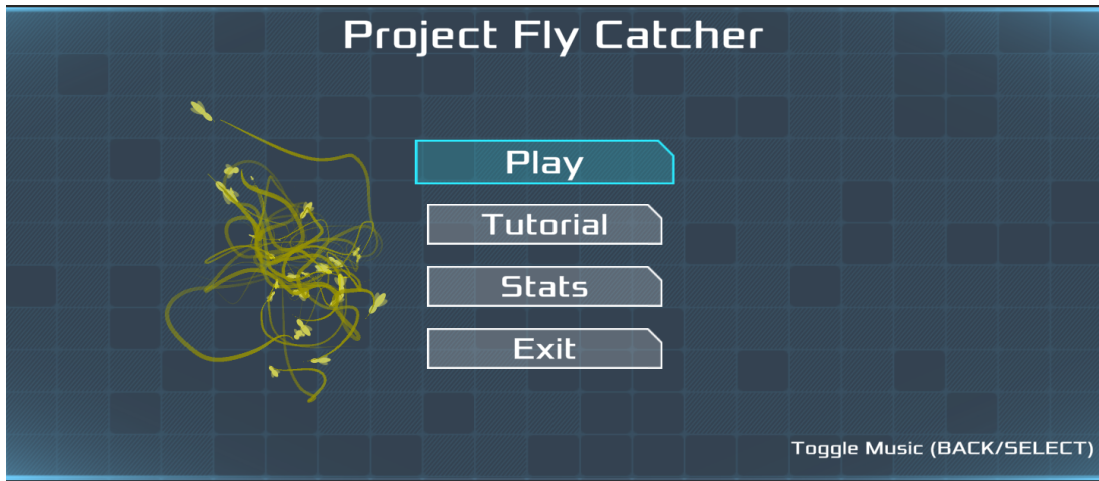 Project Fly Catcher
Play
Tutorial
Stats
Exit
Toggle Music (BACK/SELECT)